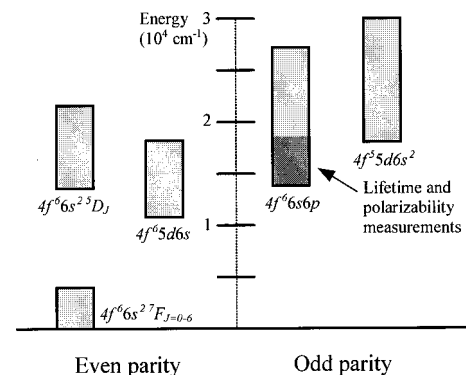 Energy 3
(10⁴ cm⁻¹)
2
1
4f⁶6s² ⁵D_J
4f⁶5d6s
4f⁶6s² ⁷F_{J=0-6}
4f⁶6s6p
4f⁵5d6s²
Lifetime and
polarizability
measurements
Even parity
Odd parity